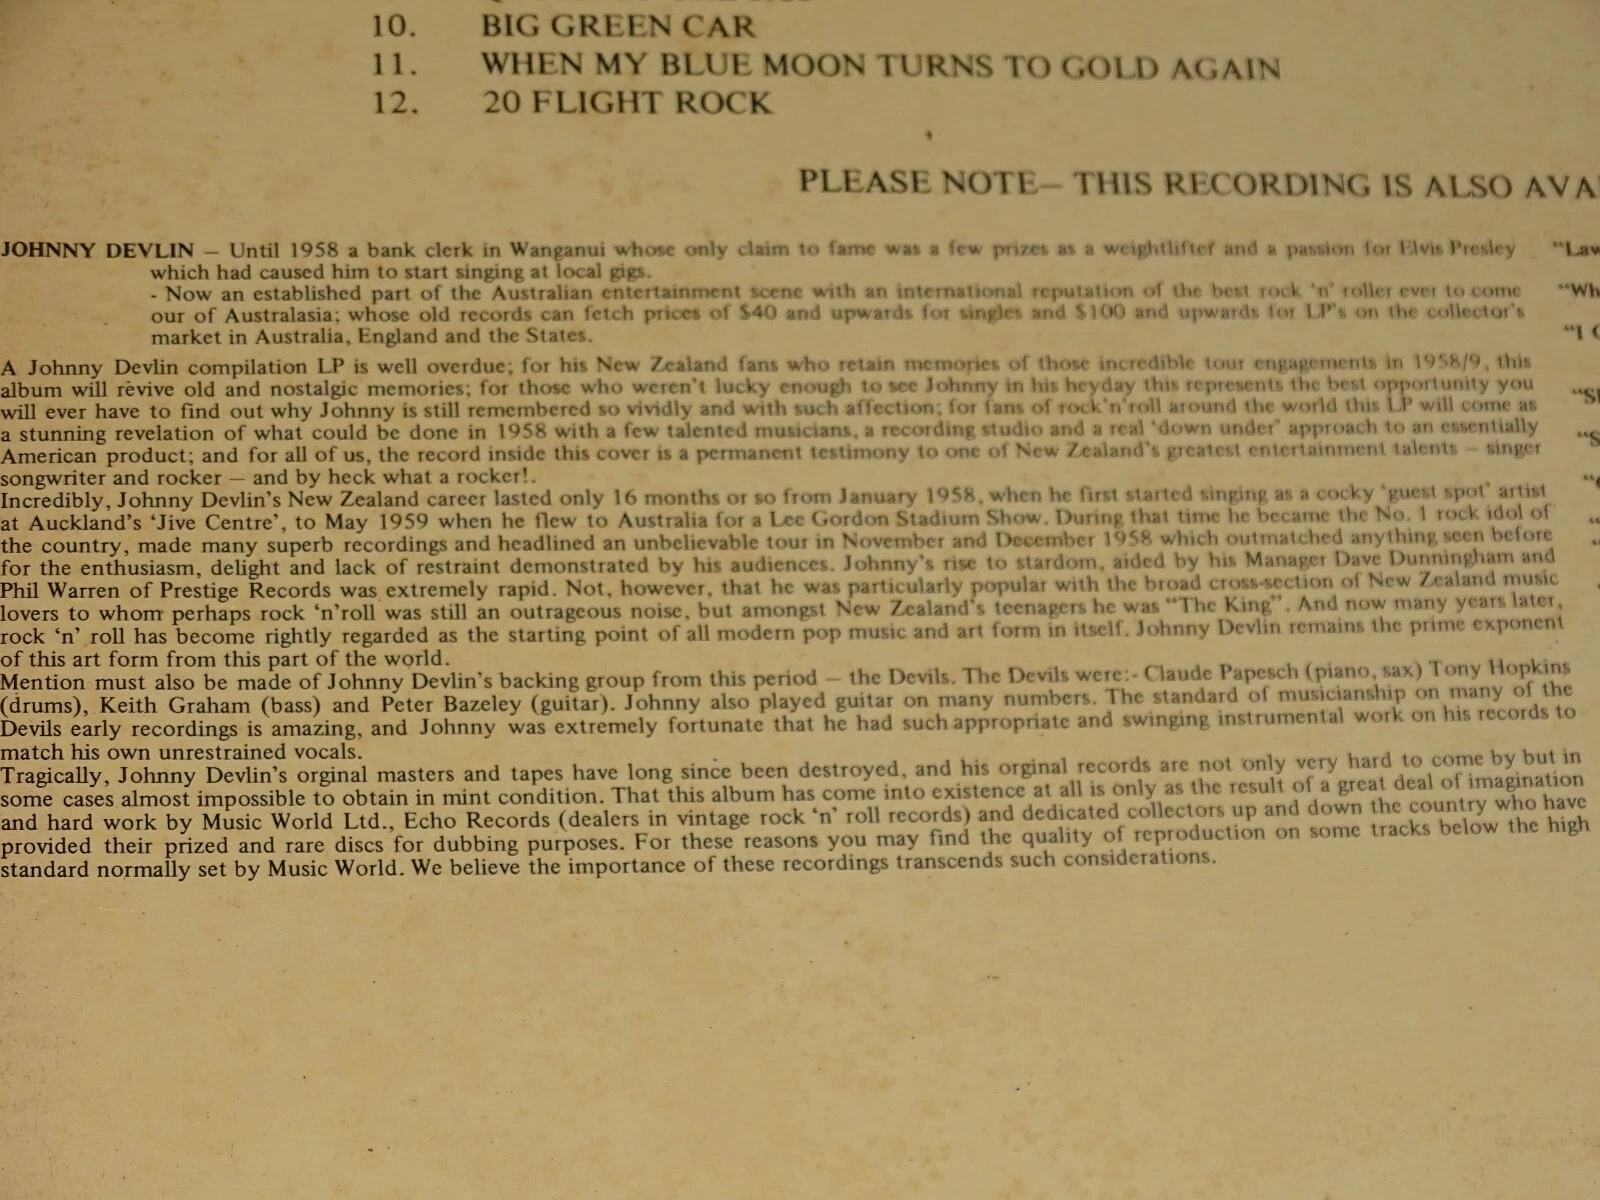 10. BIG GREEN CAR
11. WHEN MY BLUE MOON TURNS TO GOLD AGAIN
12. 20 FLIGHT ROCK
PLEASE NOTE– THIS RECORDING IS ALSO AVA
JOHNNY DEVLIN – Until 1958 a bank clerk in Wanganui whose only claim to fame was a few prizes as a weightlifter and a passion for Elvis Presley
which had caused him to start singing at local gigs.
- Now an established part of the Australian entertainment scene with an international reputation of the best rock 'n' roller ever to come
our of Australasia; whose old records can fetch prices of $40 and upwards for singles and $100 and upwards for LP's on the collector's
market in Australia, England and the States.
A Johnny Devlin compilation LP is well overdue; for his New Zealand fans who retain memories of those incredible tour engagements in 1958/9, this
album will revive old and nostalgic memories; for those who weren't lucky enough to see Johnny in his heyday this represents the best opportunity you
will ever have to find out why Johnny is still remembered so vividly and with such affection; for fans of rock'n'roll around the world this LP will come as
a stunning revelation of what could be done in 1958 with a few talented musicians, a recording studio and a real 'down under' approach to an essentially
American product; and for all of us, the record inside this cover is a permanent testimony to one of New Zealand's greatest entertainment talents – singer
songwriter and rocker – and by heck what a rocker!.
Incredibly, Johnny Devlin's New Zealand career lasted only 16 months or so from January 1958, when he first started singing as a cocky 'guest spot' artist
at Auckland's 'Jive Centre', to May 1959 when he flew to Australia for a Lee Gordon Stadium Show. During that time he became the No. 1 rock idol of
the country, made many superb recordings and headlined an unbelievable tour in November and December 1958 which outmatched anything seen before
for the enthusiasm, delight and lack of restraint demonstrated by his audiences. Johnny's rise to stardom, aided by his Manager Dave Dunningham and
Phil Warren of Prestige Records was extremely rapid. Not, however, that he was particularly popular with the broad cross-section of New Zealand music
lovers to whom perhaps rock 'n'roll was still an outrageous noise, but amongst New Zealand's teenagers he was "The King". And now many years later,
rock 'n' roll has become rightly regarded as the starting point of all modern pop music and art form in itself. Johnny Devlin remains the prime exponent
of this art form from this part of the world.
Mention must also be made of Johnny Devlin's backing group from this period – the Devils. The Devils were:- Claude Papesch (piano, sax) Tony Hopkins
(drums), Keith Graham (bass) and Peter Bazeley (guitar). Johnny also played guitar on many numbers. The standard of musicianship on many of the
Devils early recordings is amazing, and Johnny was extremely fortunate that he had such appropriate and swinging instrumental work on his records to
match his own unrestrained vocals.
Tragically, Johnny Devlin's orginal masters and tapes have long since been destroyed, and his orginal records are not only very hard to come by but in
some cases almost impossible to obtain in mint condition. That this album has come into existence at all is only as the result of a great deal of imagination
and hard work by Music World Ltd., Echo Records (dealers in vintage rock 'n' roll records) and dedicated collectors up and down the country who have
provided their prized and rare discs for dubbing purposes. For these reasons you may find the quality of reproduction on some tracks below the high
standard normally set by Music World. We believe the importance of these recordings transcends such considerations.
"Law
"Wh